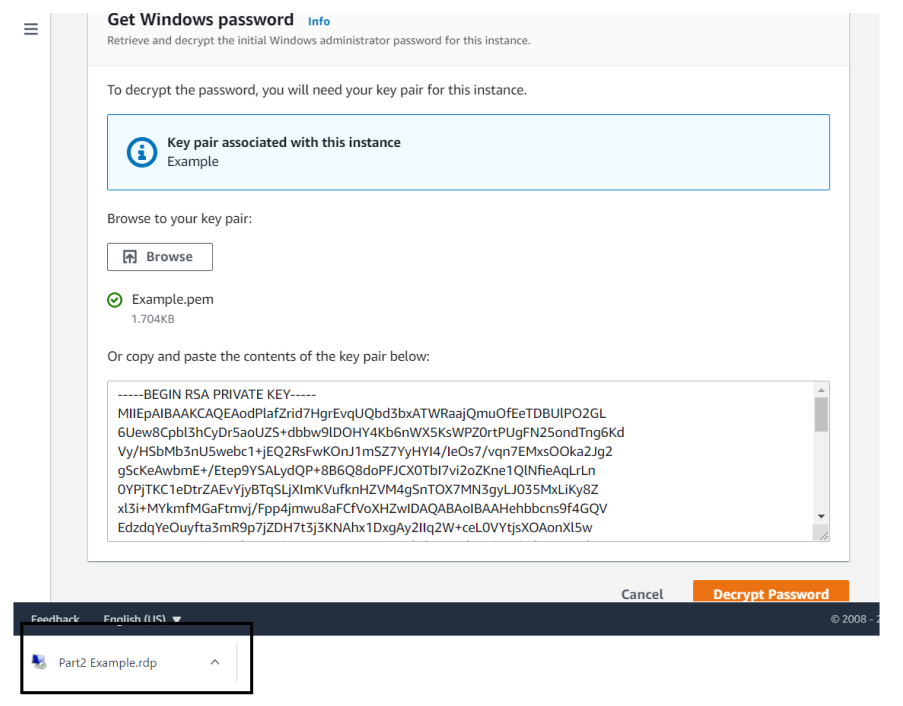 Get Windows password Info
Retrieve and decrypt the initial Windows administrator password for this instance.
To decrypt the password, you will need your key pair for this instance.
Key pair associated with this instance
Example
Browse to your key pair:
Browse
Example.pem
1.704KB
Or copy and paste the contents of the key pair below:
-----BEGIN RSA PRIVATE KEY-----
MIIEpAIBAAKCAQEAodPlafZrid7HgrEvqUQbd3bxATWRaajQmuOfEeTDBUlPO2GL
6Uew8Cpbl3hCyDr5aoUZS+dbbw9lDOHY4Kb6nWX5KsWPZ0rtPUgFN25ondTng6Kd
Vy/HSbMb3nU5webc1+jEQ2RsFwKOnJ1mSZ7YyHYI4/IeOs7/vqn7EMxsOOka2Jg2
gScKeAwbmE+/Etep9YSALydQP+8B6Q8doPFJCX0TbI7vi2oZKne1QlNfieAqLrLn
0YPjTKC1eDtrZAEvYjyBTqSLjXImKVufknHZVM4gSnTOX7MN3gyLJ035MxLiKy8Z
xl3i+MYkmfMGaFtmvj/Fpp4jmwu8aFCfVoXHZwIDAQABAoIBAAHehbbcns9f4GQV
EdzdqYeOuyfta3mR9p7jZDH7t3j3KNAhx1DxgAy2IIq2W+ceL0VYtjsXOAonXl5w
Cancel Decrypt Password
Feedback English (US) © 2008 - 2
Part2 Example.rdp